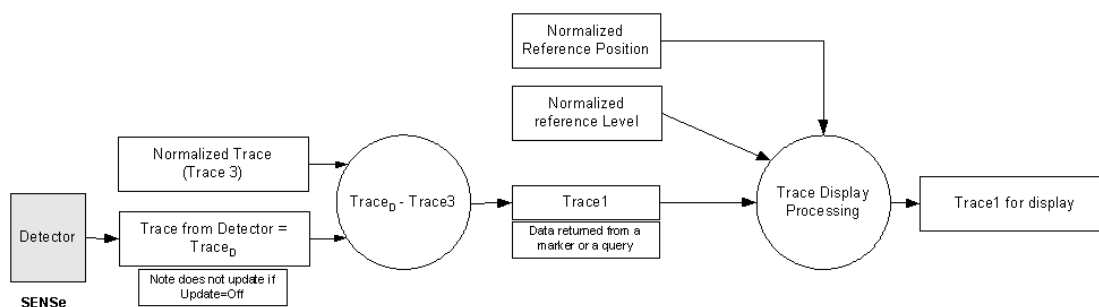 Normalized
Reference Position
Normalized
reference Level
Normalized Trace
(Trace 3)
TraceD - Trace3
Trace1
Data returned from a
marker or a query
Trace Display
Processing
Trace1 for display
Detector
SENSe
Trace from Detector =
TraceD
Note does not update if
Update=Off